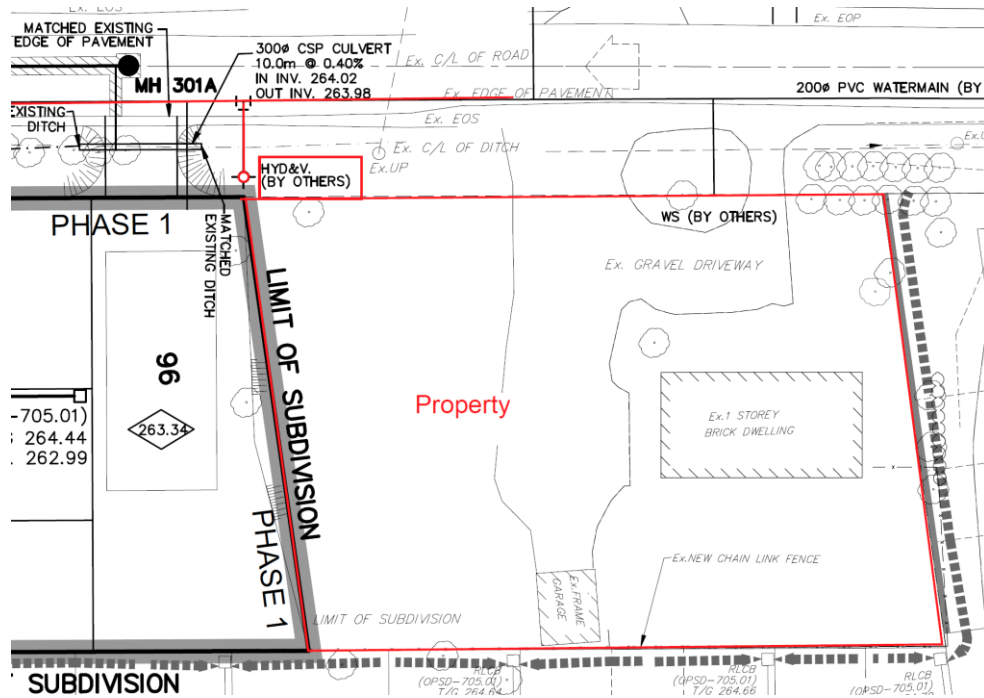 Ex. EOS
Ex. EOP
MATCHED EXISTING
EDGE OF PAVEMENT
300ø CSP CULVERT
10.0m @ 0.40%
IN INV. 264.02
OUT INV. 263.98
Ex. C/L OF ROAD
MH 301A
Ex. EDGE OF PAVEMENT
200ø PVC WATERMAIN (BY
EXISTING
DITCH
Ex. EOS
Ex. C/L OF DITCH
Ex.UP
HYD&V.
(BY OTHERS)
PHASE 1
MATCHED
EXISTING DITCH
WS (BY OTHERS)
Ex. GRAVEL DRIVEWAY
LIMIT OF SUBDIVISION
96
263.34
Property
-705.01)
264.44
262.99
Ex.1 STOREY
BRICK DWELLING
PHASE 1
Ex.NEW CHAIN LINK FENCE
Ex.FRAME
GARAGE
LIMIT OF SUBDIVISION
SUBDIVISION
RLCB
(OPSD-705.01)
T/G 264.64
RLCB
(OPSD-705.01)
T/G 264.66
RLCB
(OPSD-705.01)